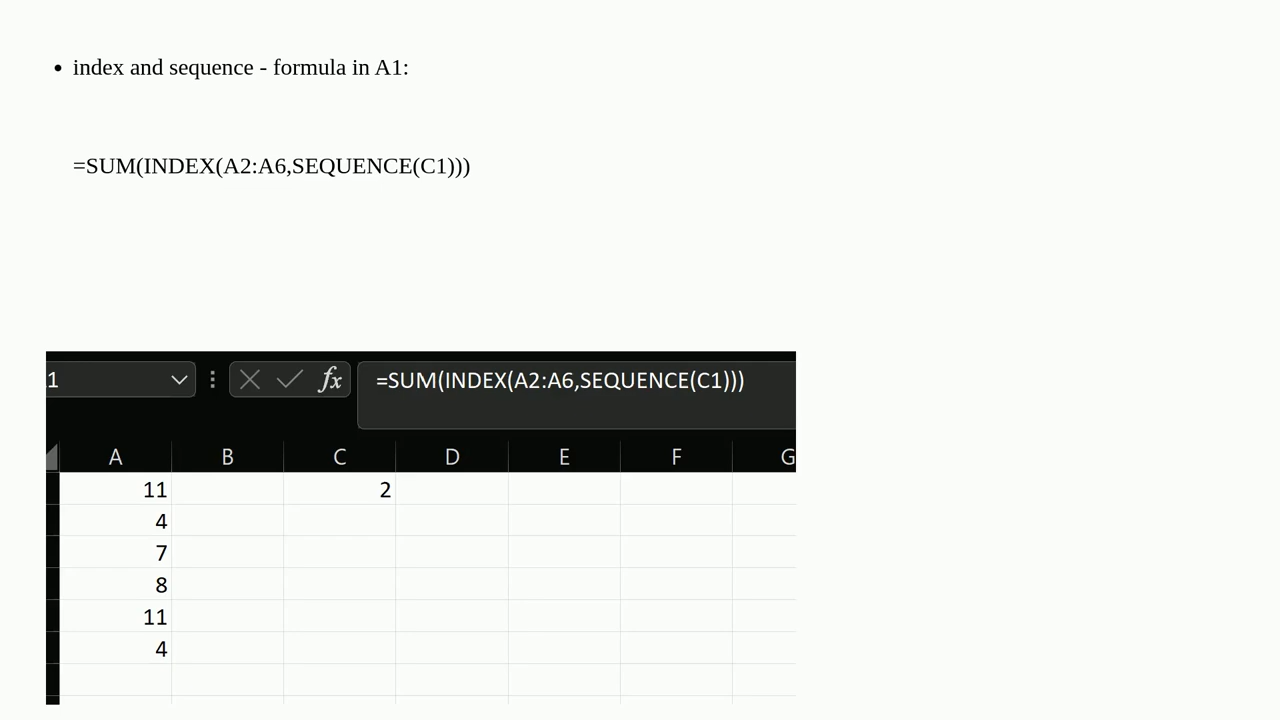 • index and sequence - formula in A1:
=SUM(INDEX(A2:A6,SEQUENCE(C1)))
1 fx =SUM(INDEX(A2:A6,SEQUENCE(C1)))
A B C D E F G
11 2
4
7
8
11
4